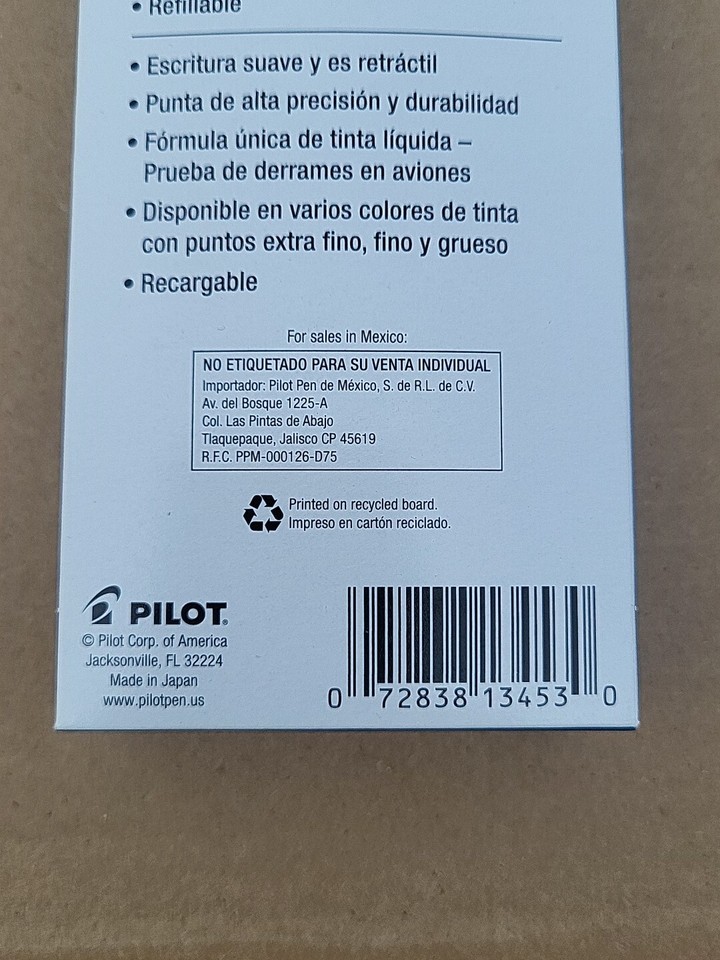 • Refillable
• Escritura suave y es retráctil
• Punta de alta precisión y durabilidad
• Fórmula única de tinta líquida –
Prueba de derrames en aviones
• Disponible en varios colores de tinta
con puntos extra fino, fino y grueso
• Recargable
For sales in Mexico:
NO ETIQUETADO PARA SU VENTA INDIVIDUAL
Importador: Pilot Pen de México, S. de R.L. de C.V.
Av. del Bosque 1225-A
Col. Las Pintas de Abajo
Tlaquepaque, Jalisco CP 45619
R.F.C. PPM-000126-D75
Printed on recycled board.
Impreso en cartón reciclado.
PILOT®
© Pilot Corp. of America
Jacksonville, FL 32224
Made in Japan
www.pilotpen.us
0 72838 13453 0